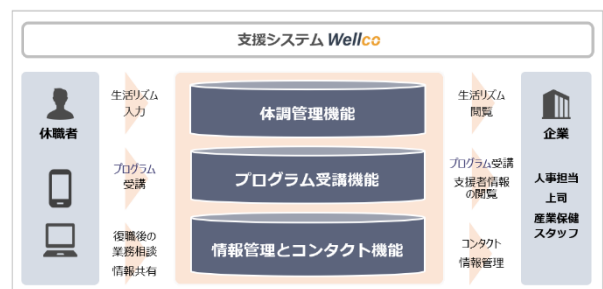 支援システム Wellco
休職者
生活リズム
入力
プログラム
受講
復職後の
業務相談
情報共有
体調管理機能
プログラム受講機能
情報管理とコンタクト機能
生活リズム
閲覧
プログラム受講
支援者情報
の閲覧
コンタクト
情報管理
企業
人事担当
上司
産業保健
スタッフ